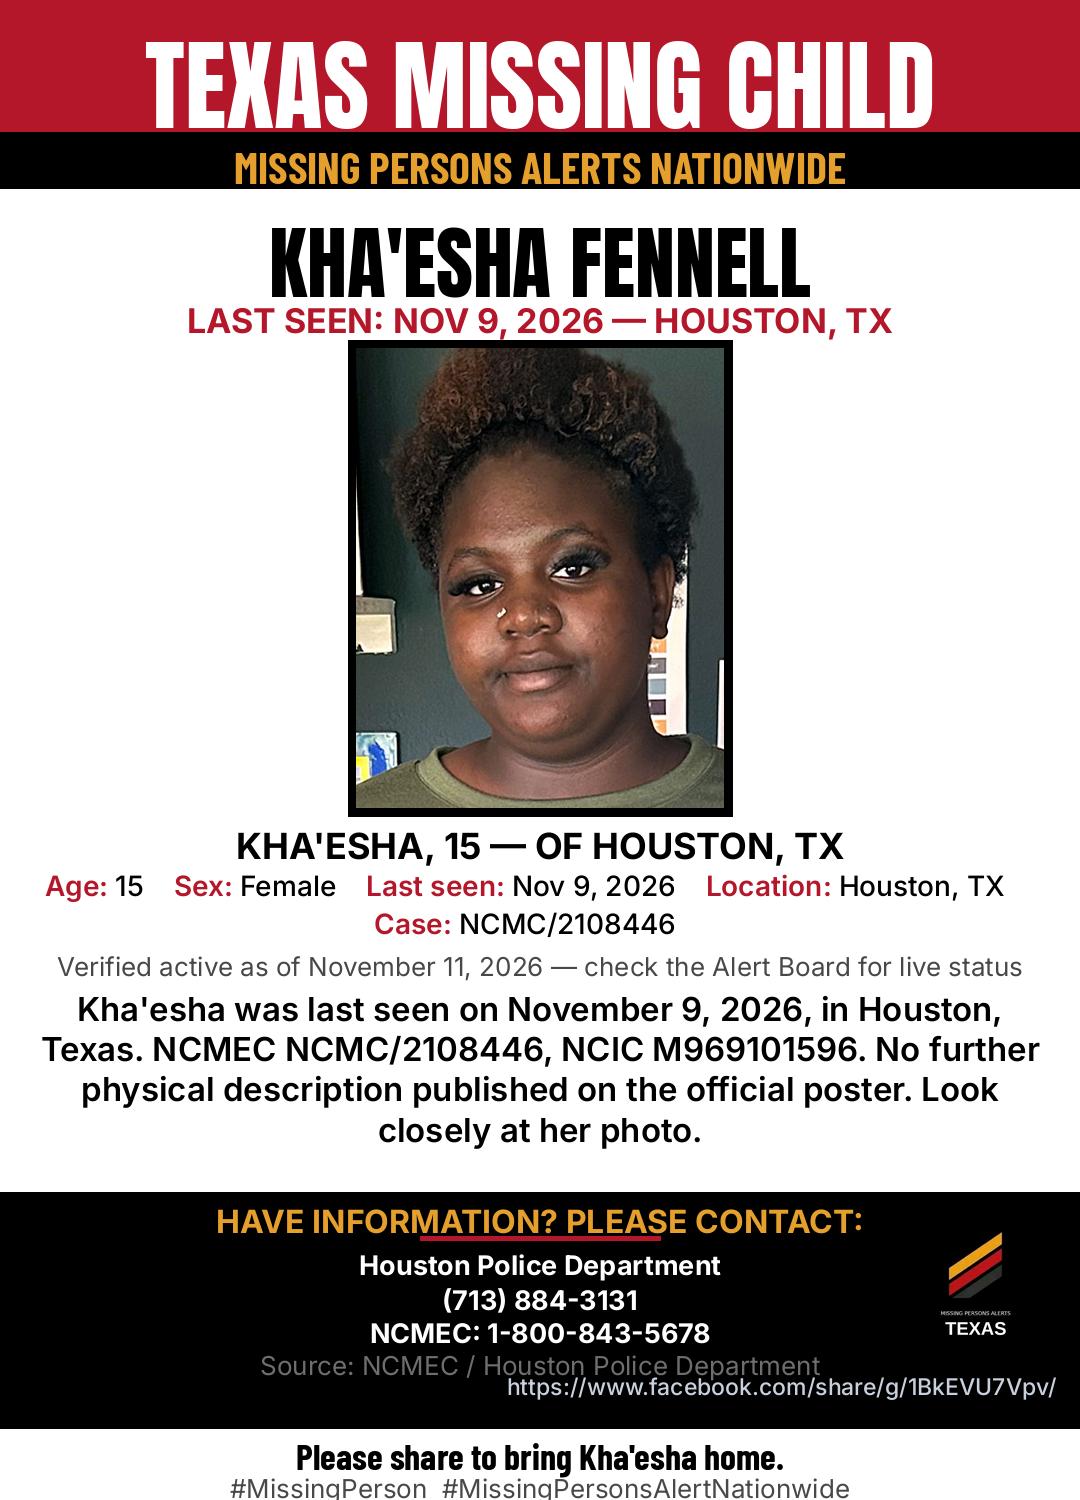 TEXAS MISSING CHILD
MISSING PERSONS ALERTS NATIONWIDE
KHA'ESHA FENNELL
LAST SEEN: NOV 9, 2026 — HOUSTON, TX
KHA'ESHA, 15 — OF HOUSTON, TX
Age: 15 Sex: Female Last seen: Nov 9, 2026 Location: Houston, TX
Case: NCMC/2108446
Verified active as of November 11, 2026 — check the Alert Board for live status
Kha'esha was last seen on November 9, 2026, in Houston,
Texas. NCMEC NCMC/2108446, NCIC M969101596. No further
physical description published on the official poster. Look
closely at her photo.
HAVE INFORMATION? PLEASE CONTACT:
Houston Police Department
(713) 884-3131
NCMEC: 1-800-843-5678
Source: NCMEC / Houston Police Department
MISSING PERSONS ALERTS
TEXAS
https://www.facebook.com/share/g/1BkEVU7Vpv/
Please share to bring Kha'esha home.
#MissingPerson #MissingPersonsAlertNationwide